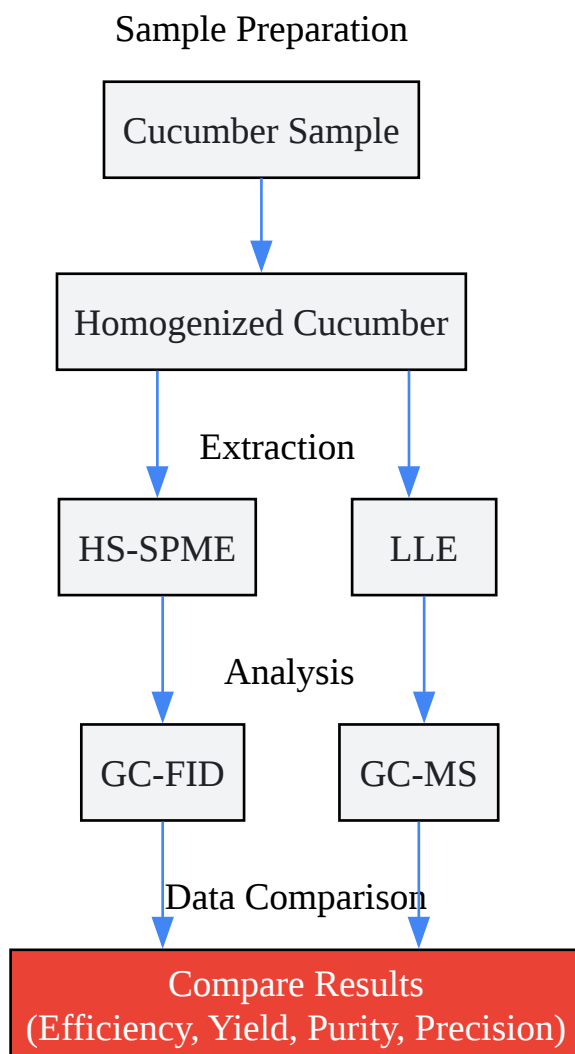 Sample Preparation
Cucumber Sample
Homogenized Cucumber
Extraction
HS-SPME
LLE
Analysis
GC-FID
GC-MS
Data Comparison
Compare Results
(Efficiency, Yield, Purity, Precision)